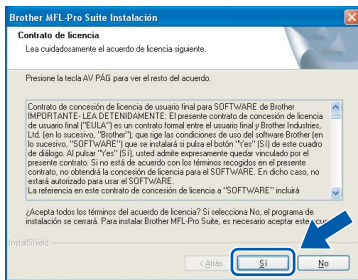 Brother MFL-Pro Suite Instalación
Contrato de licencia
Lea cuidadosamente el acuerdo de licencia siguiente.
Presione la tecla AV PÁG para ver el resto del acuerdo.
Contrato de concesión de licencia de usuario final para SOFTWARE de Brother
IMPORTANTE- LEA DETENIDAMENTE: El presente contrato de concesión de licencia
de usuario final ("EULA") es un contrato formal entre el usuario final y Brother Industries,
Ltd. (en lo sucesivo, "Brother"), que rige las condiciones de uso del software Brother (en
lo sucesivo, "SOFTWARE") que se instalará si pulsa el botón "Yes" (Sí) de este cuadro
de diálogo. Al pulsar "Yes" (Sí), usted admite expresamente quedar vinculado por el
presente contrato. Si no está de acuerdo con los términos recogidos en el presente
contrato, no obtendrá la concesión de licencia para el SOFTWARE. En dicho caso, no
estará autorizado para usar el SOFTWARE.
La referencia en este contrato de concesión de licencia a "SOFTWARE" incluirá
¿Acepta todos los términos del acuerdo de licencia? Si selecciona No, el programa de
instalación se cerrará. Para instalar Brother MFL-Pro Suite, es necesario aceptar este
InstallShield
< Atrás
Sí
No